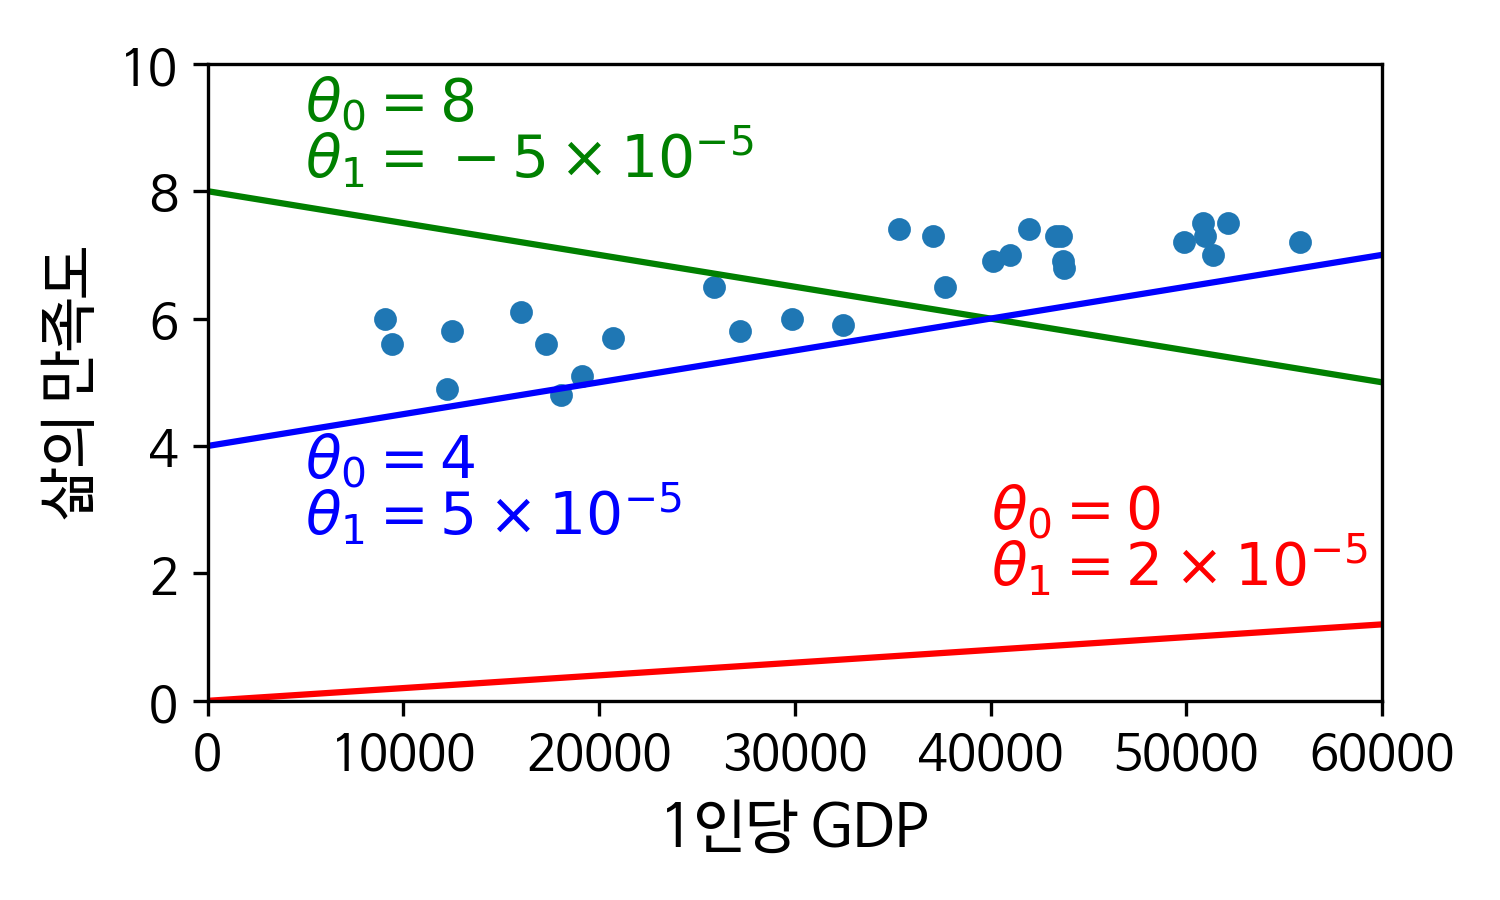 10
8
6
4
2
0
삶의 만족도
θ₀ = 8
θ₁ = − 5 × 10⁻⁵
θ₀ = 4
θ₁ = 5 × 10⁻⁵
θ₀ = 0
θ₁ = 2 × 10⁻⁵
0 10000 20000 30000 40000 50000 60000
1인당 GDP